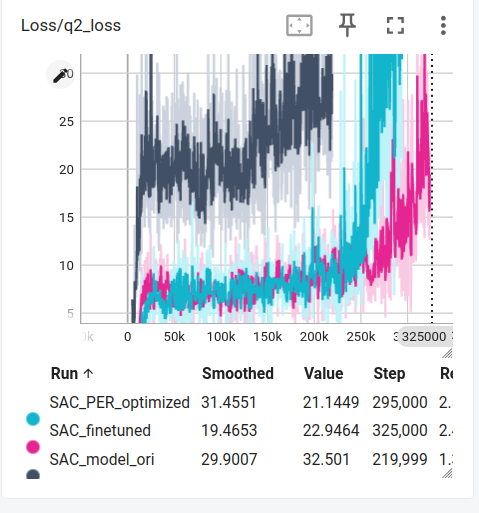 Loss/q2_loss
25
20
15
10
5
0 50k 100k 150k 200k 250k 325000
Run ↑ Smoothed Value Step
SAC_PER_optimized 31.4551 21.1449 295,000 2.
SAC_finetuned 19.4653 22.9464 325,000 2.
SAC_model_ori 29.9007 32.501 219,999 1.